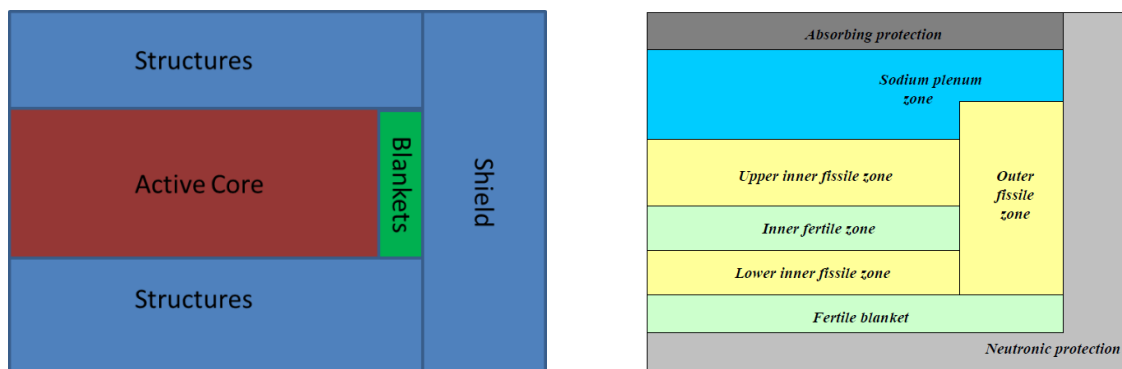 Structures
Active Core
Blankets
Shield
Structures
Absorbing protection
Sodium plenum
zone
Upper inner fissile zone
Outer
fissile
zone
Inner fertile zone
Lower inner fissile zone
Fertile blanket
Neutronic protection